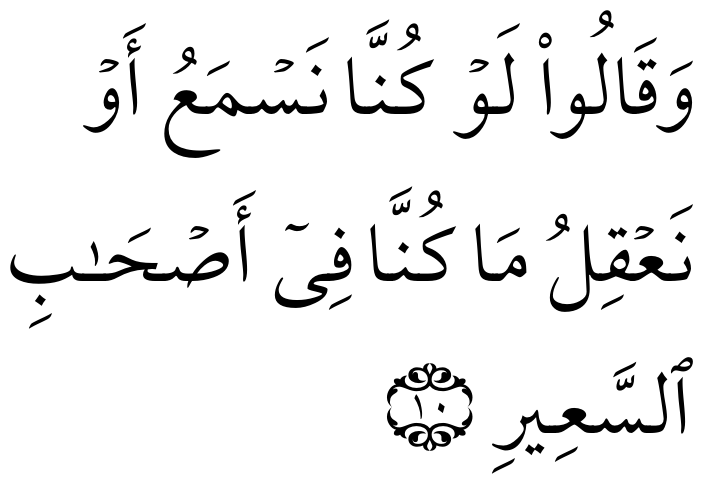 وَقَالُوا۟ لَوْ كُنَّا نَسْمَعُ أَوْ
نَعْقِلُ مَا كُنَّا فِىٓ أَصْحَـٰبِ
ٱلسَّعِيرِ ١٠